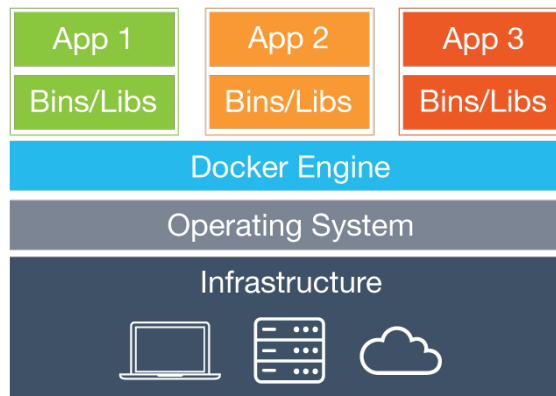 App 1
App 2
App 3
Bins/Libs
Bins/Libs
Bins/Libs
Docker Engine
Operating System
Infrastructure